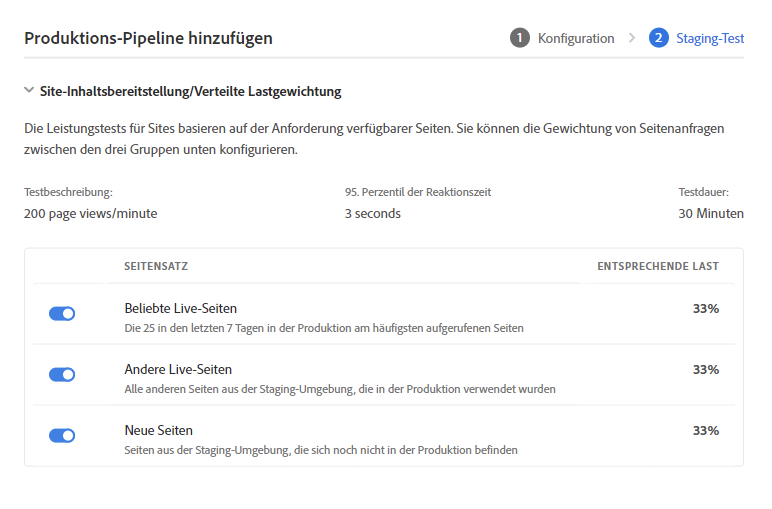 Produktions-Pipeline hinzufügen
1 Konfiguration > 2 Staging-Test
Site-Inhaltsbereitstellung/Verteilte Lastgewichtung
Die Leistungstests für Sites basieren auf der Anforderung verfügbarer Seiten. Sie können die Gewichtung von Seitenanfragen
zwischen den drei Gruppen unten konfigurieren.
Testbeschreibung: 95. Perzentil der Reaktionszeit Testdauer:
200 page views/minute 3 seconds 30 Minuten
SEITENSATZ ENTSPRECHENDE LAST
Beliebte Live-Seiten 33%
Die 25 in den letzten 7 Tagen in der Produktion am häufigsten aufgerufenen Seiten
Andere Live-Seiten 33%
Alle anderen Seiten aus der Staging-Umgebung, die in der Produktion verwendet wurden
Neue Seiten 33%
Seiten aus der Staging-Umgebung, die sich noch nicht in der Produktion befinden